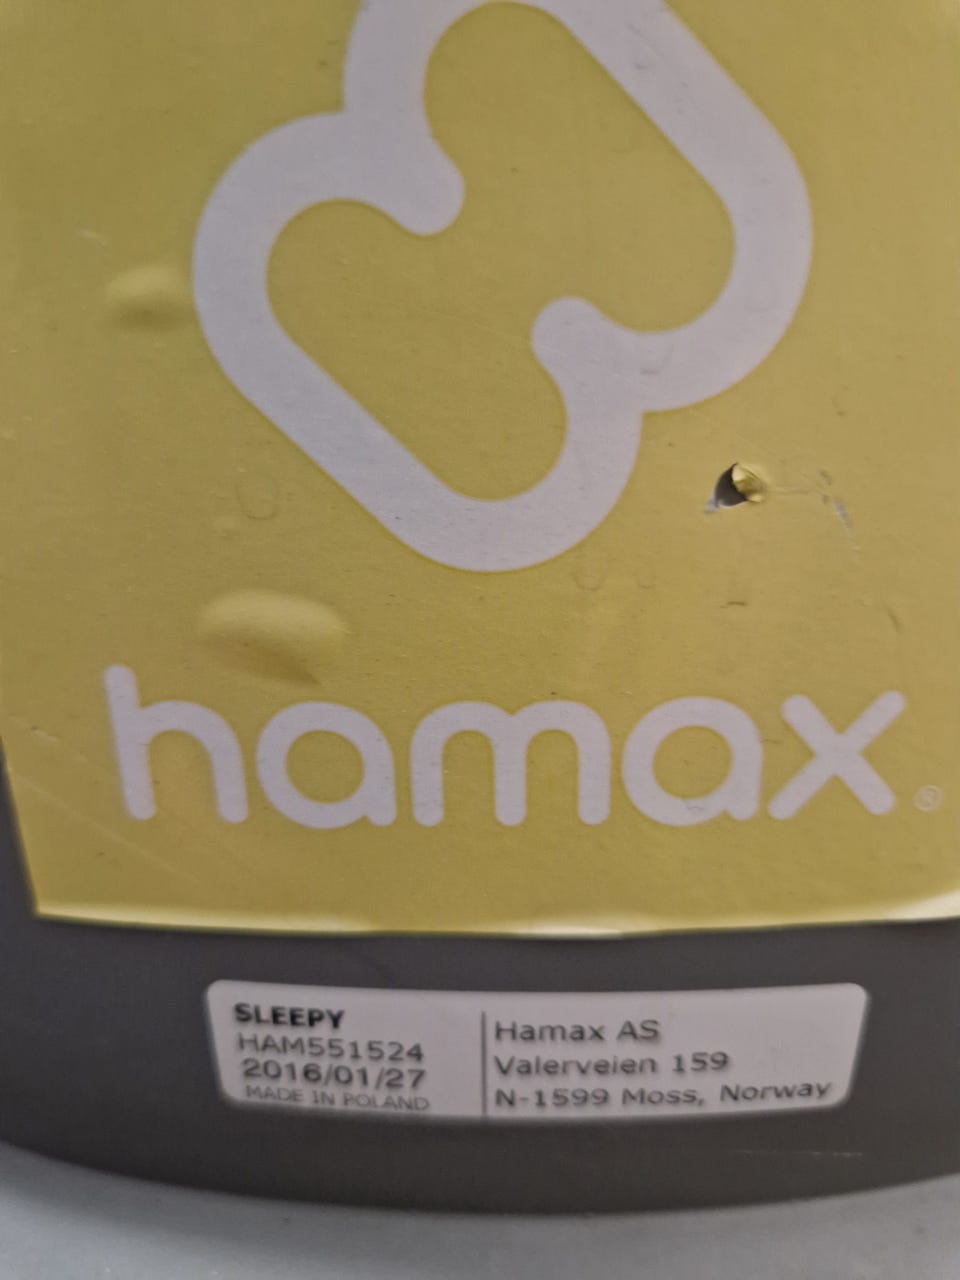 hamax®
SLEEPY
HAM551524
2016/01/27
MADE IN POLAND
Hamax AS
Valerveien 159
N-1599 Moss, Norway